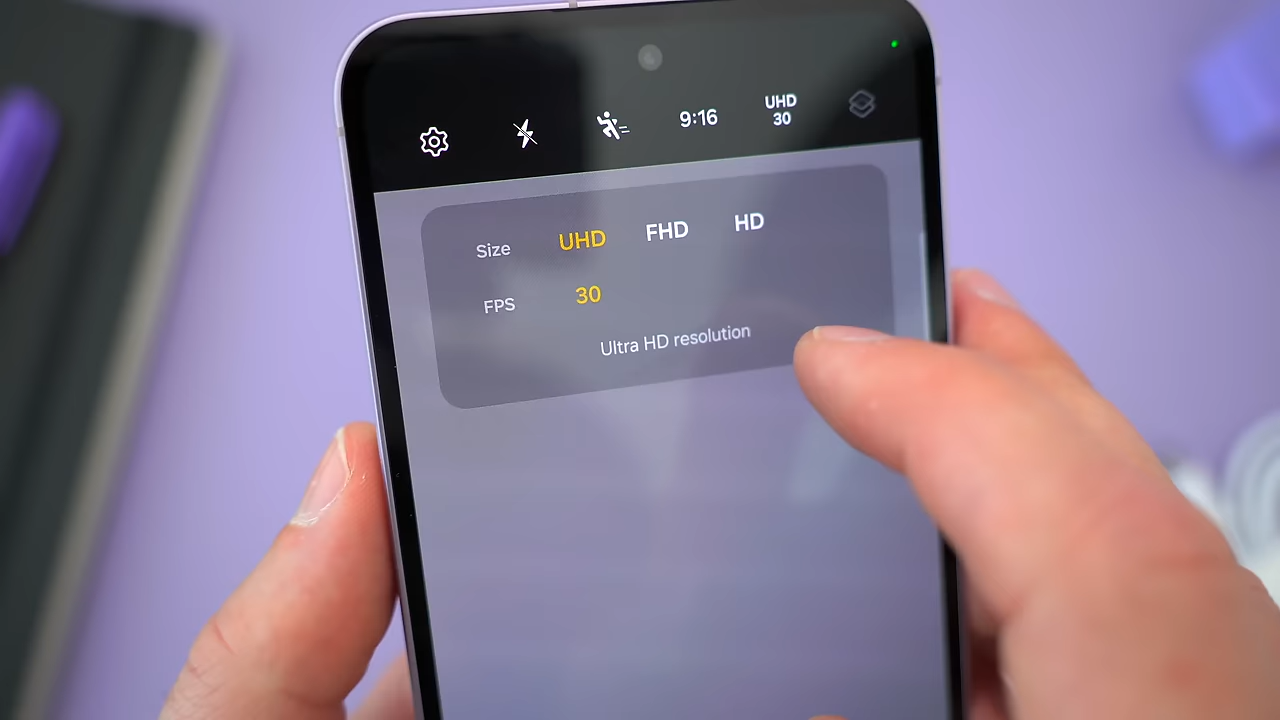 9:16
UHD
30
Size UHD FHD HD
FPS 30
Ultra HD resolution